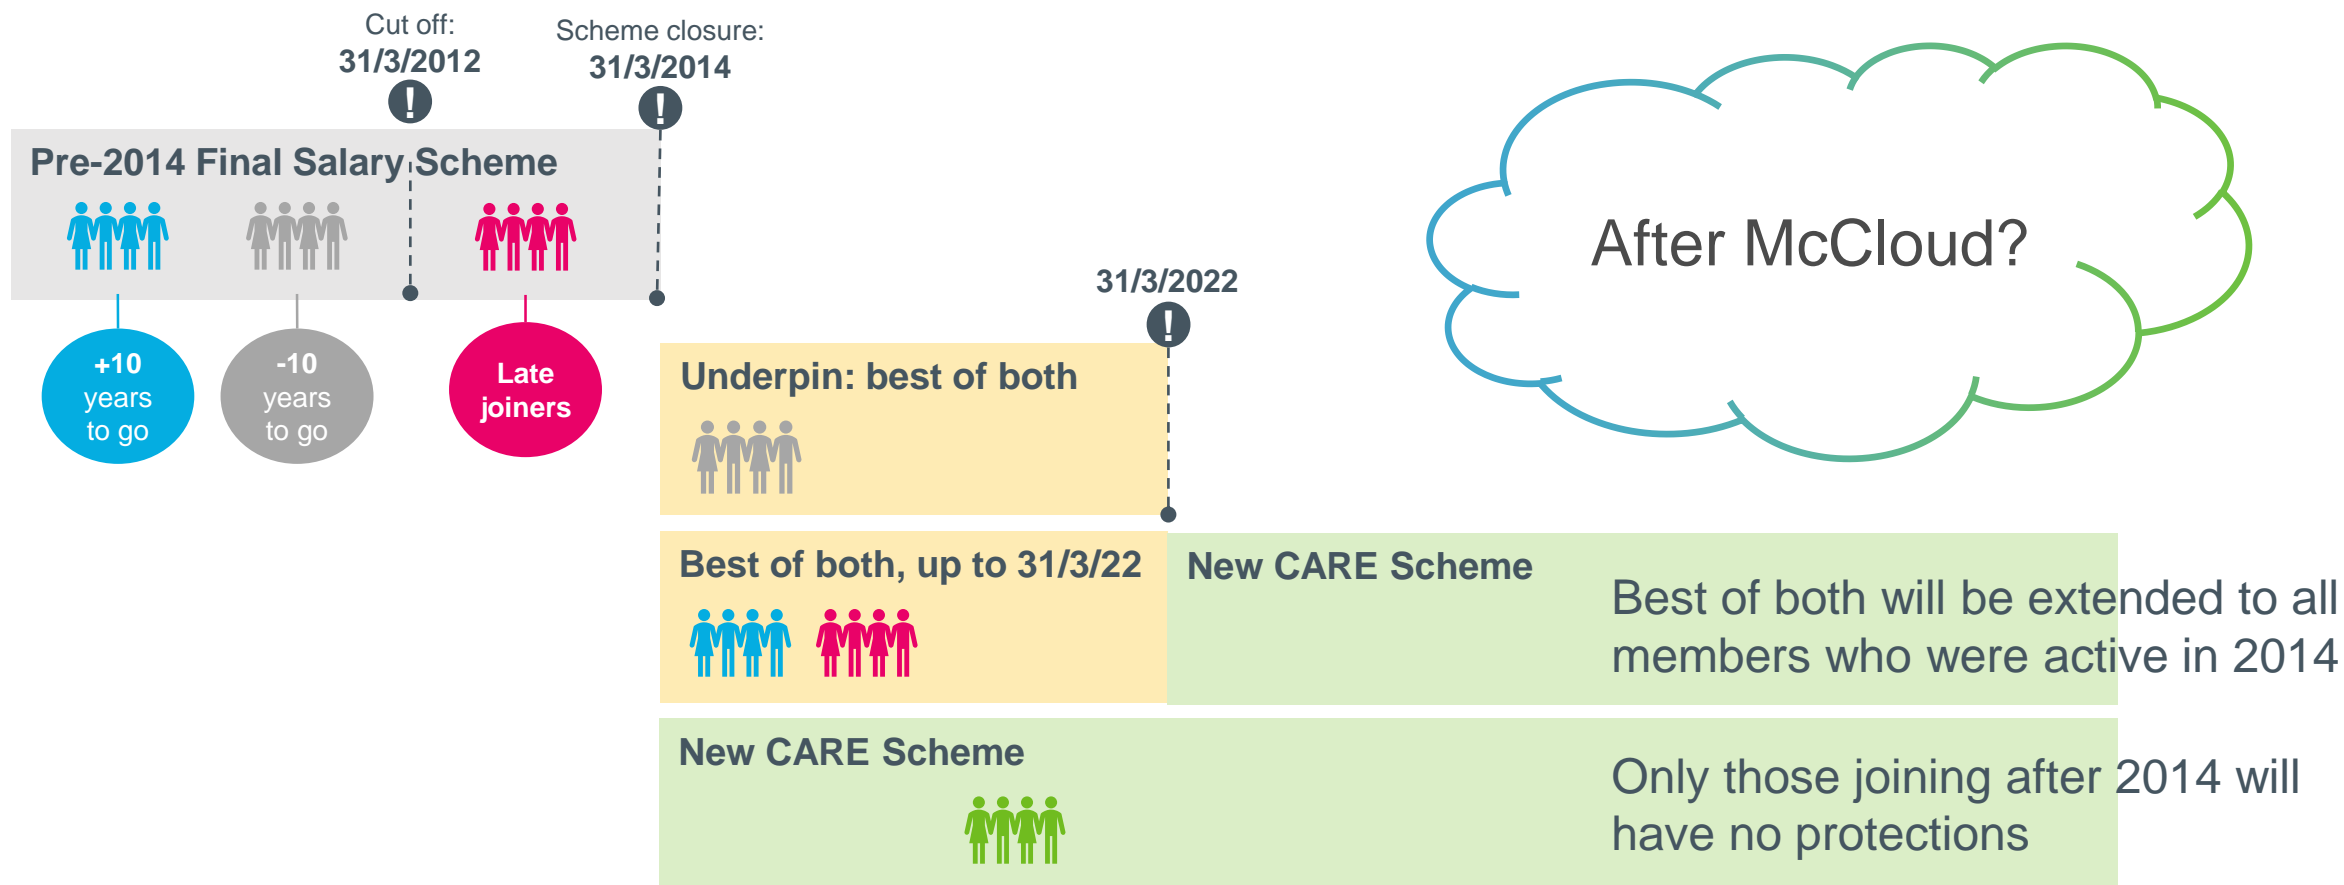 Cut off:
31/3/2012
Scheme closure:
31/3/2014
!
!
Pre-2014 Final Salary Scheme
+10
years
to go
-10
years
to go
Late
joiners
After McCloud?
31/3/2022
!
Underpin: best of both
Best of both, up to 31/3/22
New CARE Scheme
Best of both will be extended to all
members who were active in 2014
New CARE Scheme
Only those joining after 2014 will
have no protections